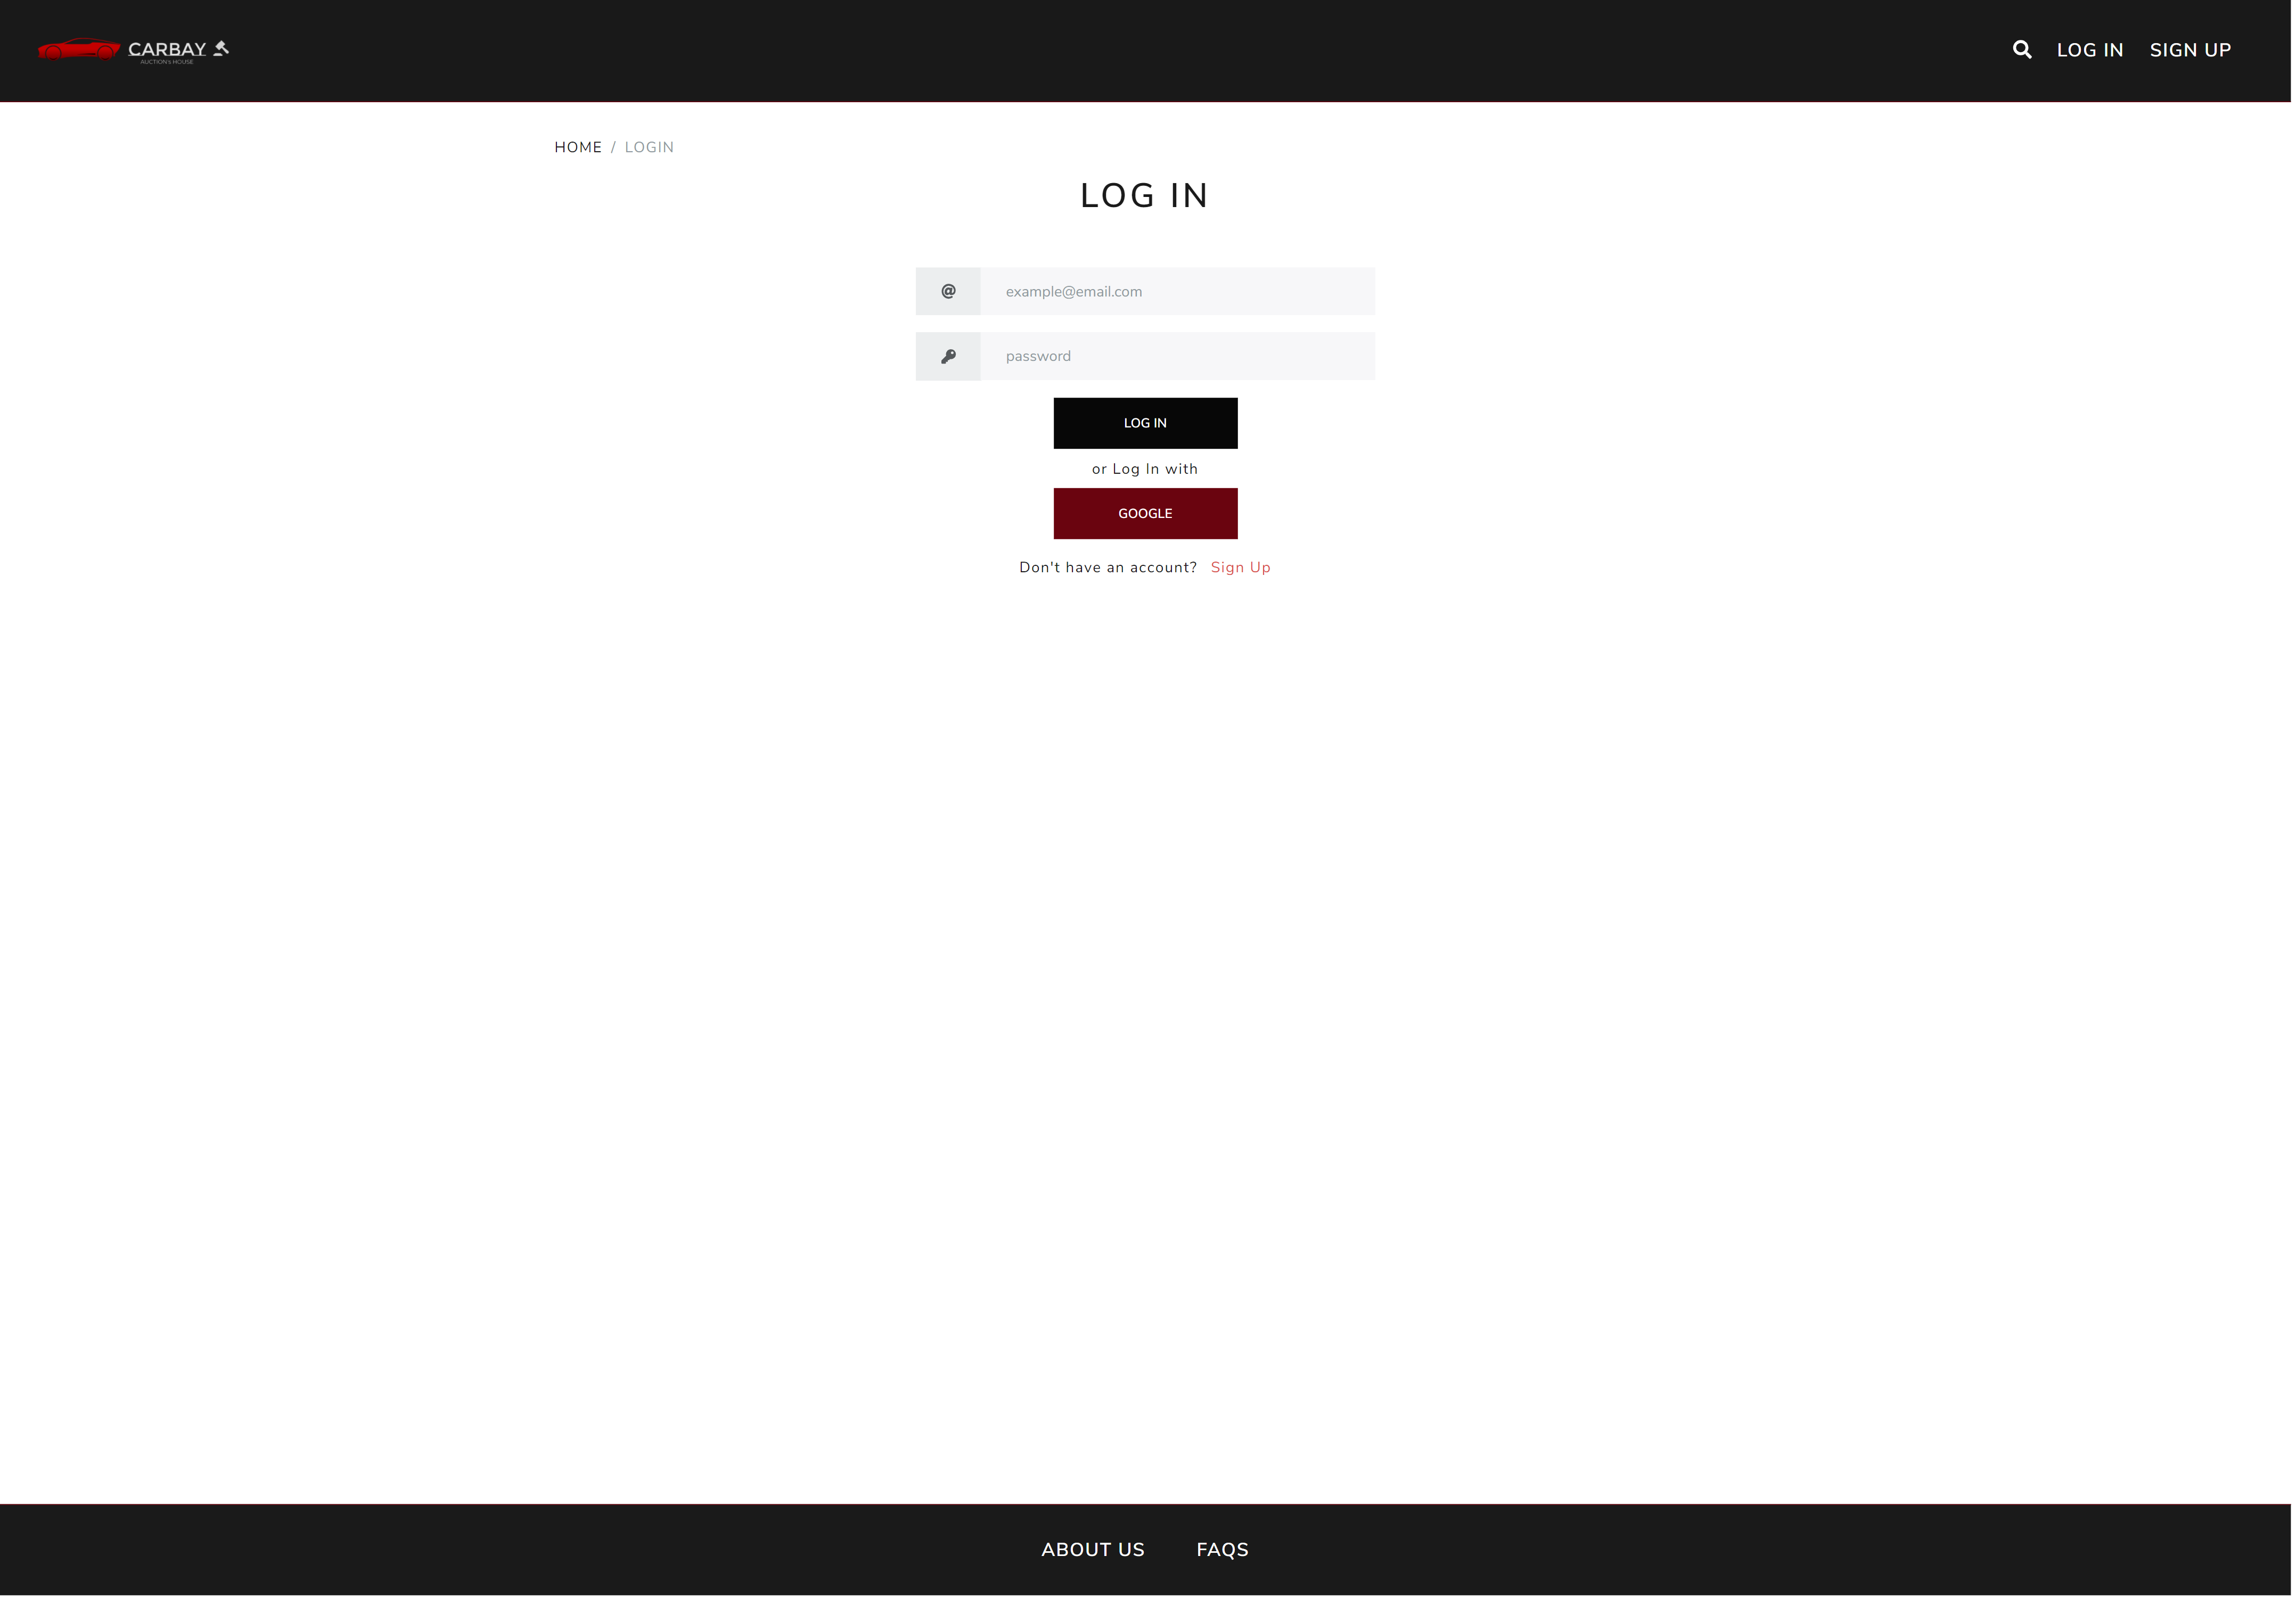 CARBAY
AUCTION's HOUSE
LOG IN SIGN UP
HOME / LOGIN
LOG IN
@ example@email.com
password
LOG IN
or Log In with
GOOGLE
Don't have an account? Sign Up
ABOUT US FAQS